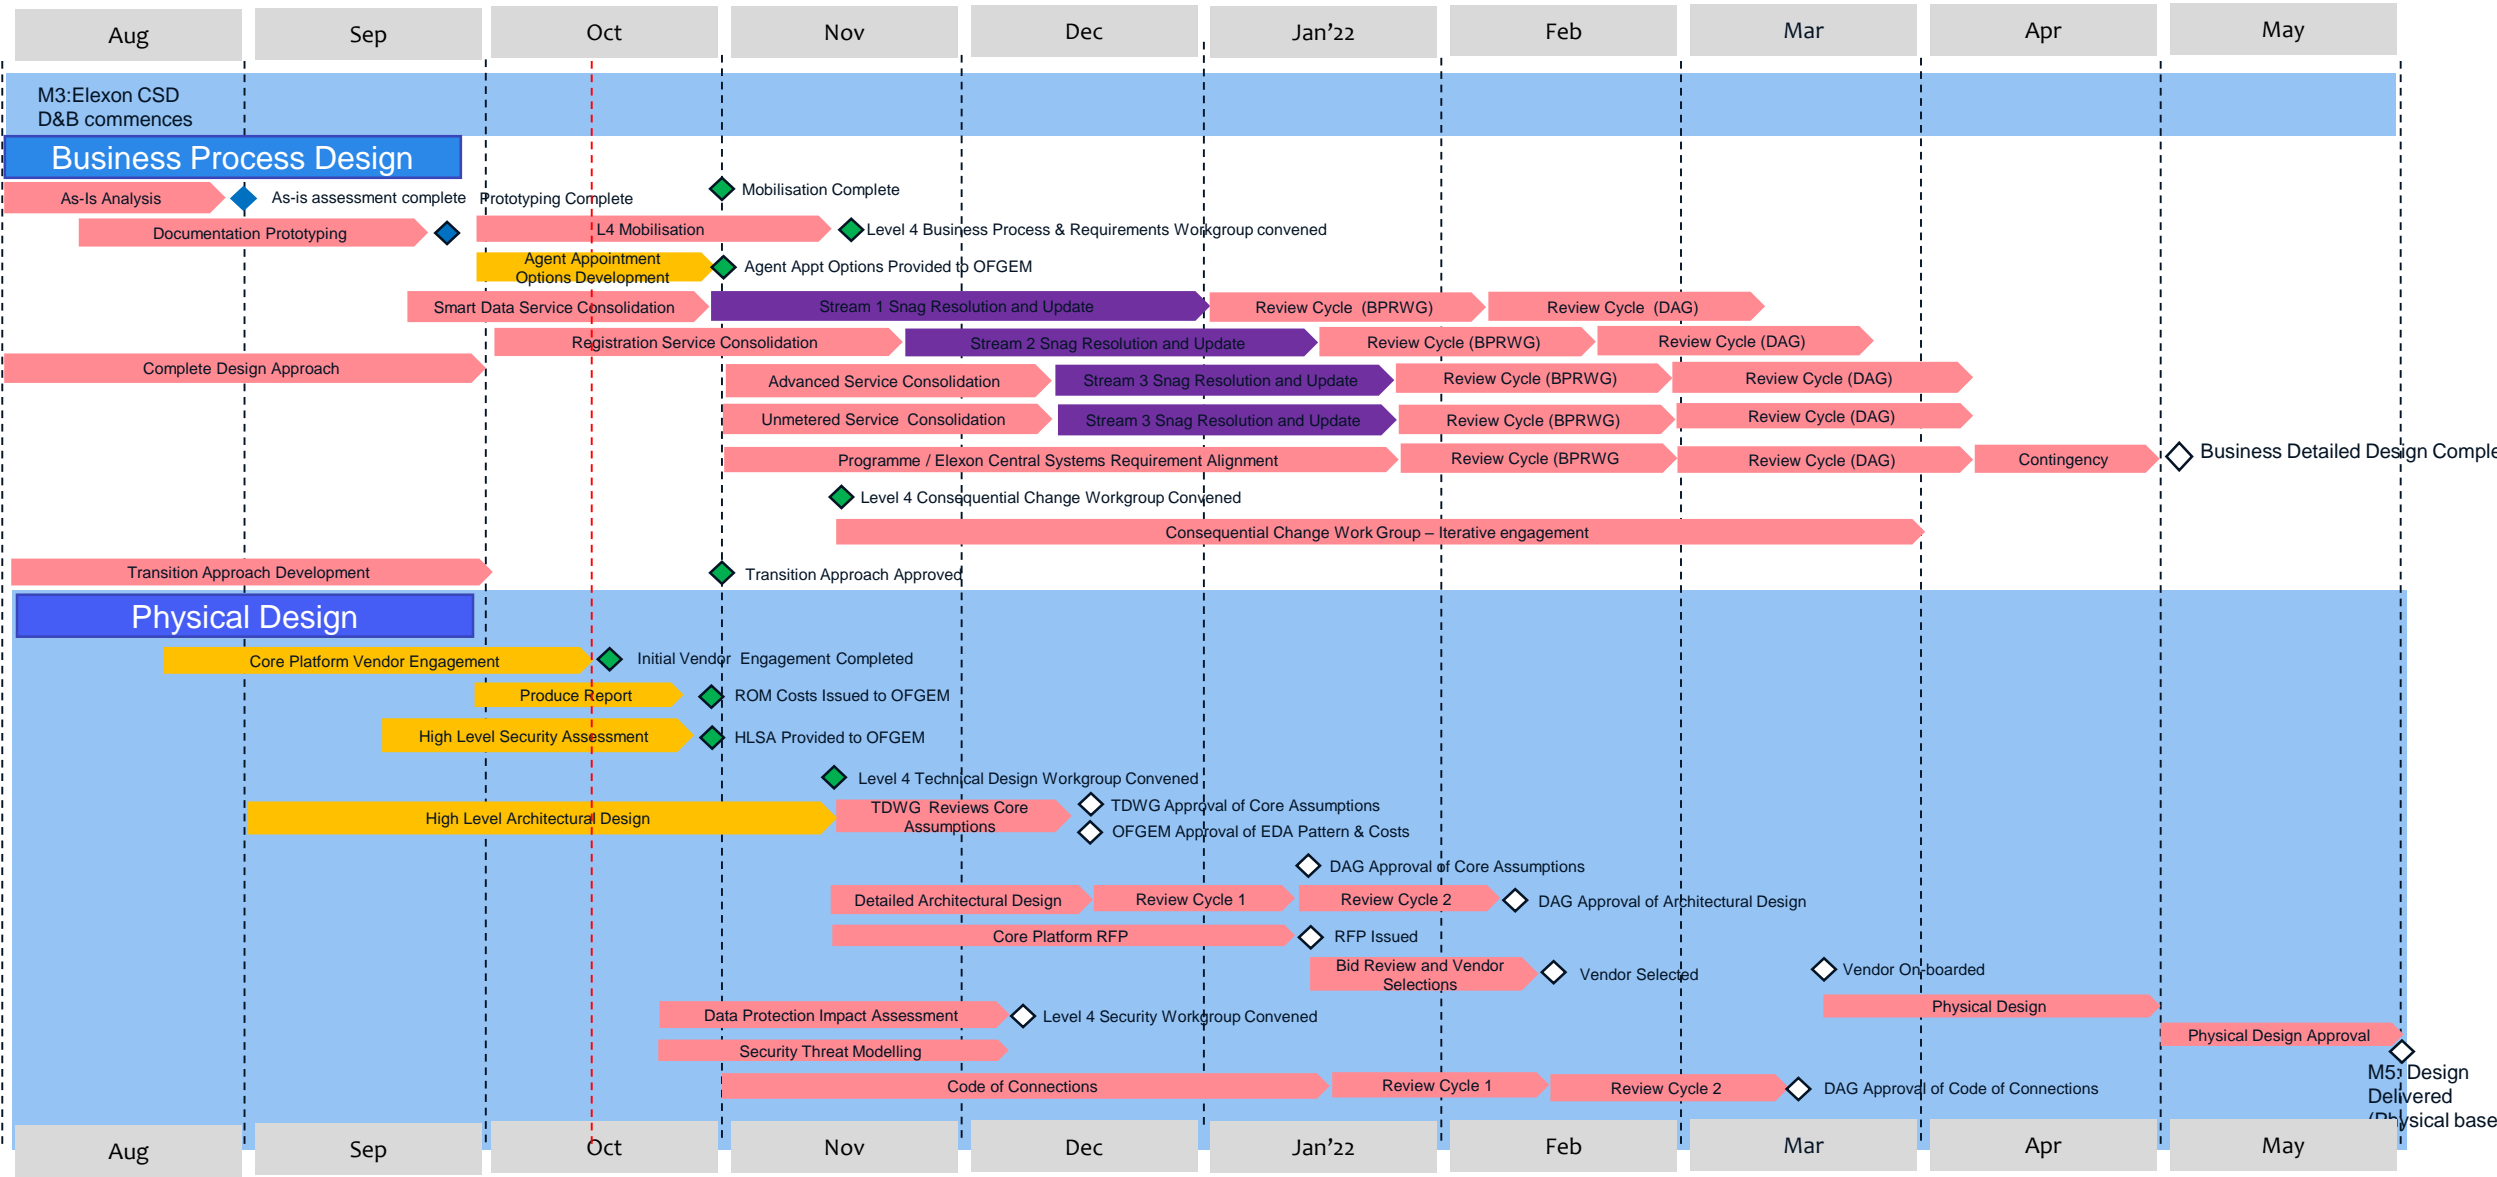 Aug
Sep
Oct
Nov
Dec
Jan'22
Feb
Mar
Apr
May
M3:Elexon CSD
D&B commences
Business Process Design
As-Is Analysis
As-is assessment complete
Prototyping Complete
Mobilisation Complete
Documentation Prototyping
L4 Mobilisation
Level 4 Business Process & Requirements Workgroup convened
Agent Appointment
Options Development
Agent Appt Options Provided to OFGEM
Smart Data Service Consolidation
Stream 1 Snag Resolution and Update
Review Cycle (BPRWG)
Review Cycle (DAG)
Registration Service Consolidation
Stream 2 Snag Resolution and Update
Review Cycle (BPRWG)
Review Cycle (DAG)
Complete Design Approach
Advanced Service Consolidation
Stream 3 Snag Resolution and Update
Review Cycle (BPRWG)
Review Cycle (DAG)
Unmetered Service Consolidation
Stream 3 Snag Resolution and Update
Review Cycle (BPRWG)
Review Cycle (DAG)
Programme / Elexon Central Systems Requirement Alignment
Review Cycle (BPRWG
Review Cycle (DAG)
Contingency
Business Detailed Design Comple
Level 4 Consequential Change Workgroup Convened
Consequential Change Work Group – Iterative engagement
Transition Approach Development
Transition Approach Approved
Physical Design
Core Platform Vendor Engagement
Initial Vendor Engagement Completed
Produce Report
ROM Costs Issued to OFGEM
High Level Security Assessment
HLSA Provided to OFGEM
Level 4 Technical Design Workgroup Convened
High Level Architectural Design
TDWG Reviews Core
Assumptions
TDWG Approval of Core Assumptions
OFGEM Approval of EDA Pattern & Costs
DAG Approval of Core Assumptions
Detailed Architectural Design
Review Cycle 1
Review Cycle 2
DAG Approval of Architectural Design
Core Platform RFP
RFP Issued
Bid Review and Vendor
Selections
Vendor Selected
Vendor On-boarded
Data Protection Impact Assessment
Level 4 Security Workgroup Convened
Physical Design
Security Threat Modelling
Physical Design Approval
Code of Connections
Review Cycle 1
Review Cycle 2
DAG Approval of Code of Connections
M5: Design
Delivered
(Physical base
Aug
Sep
Oct
Nov
Dec
Jan'22
Feb
Mar
Apr
May